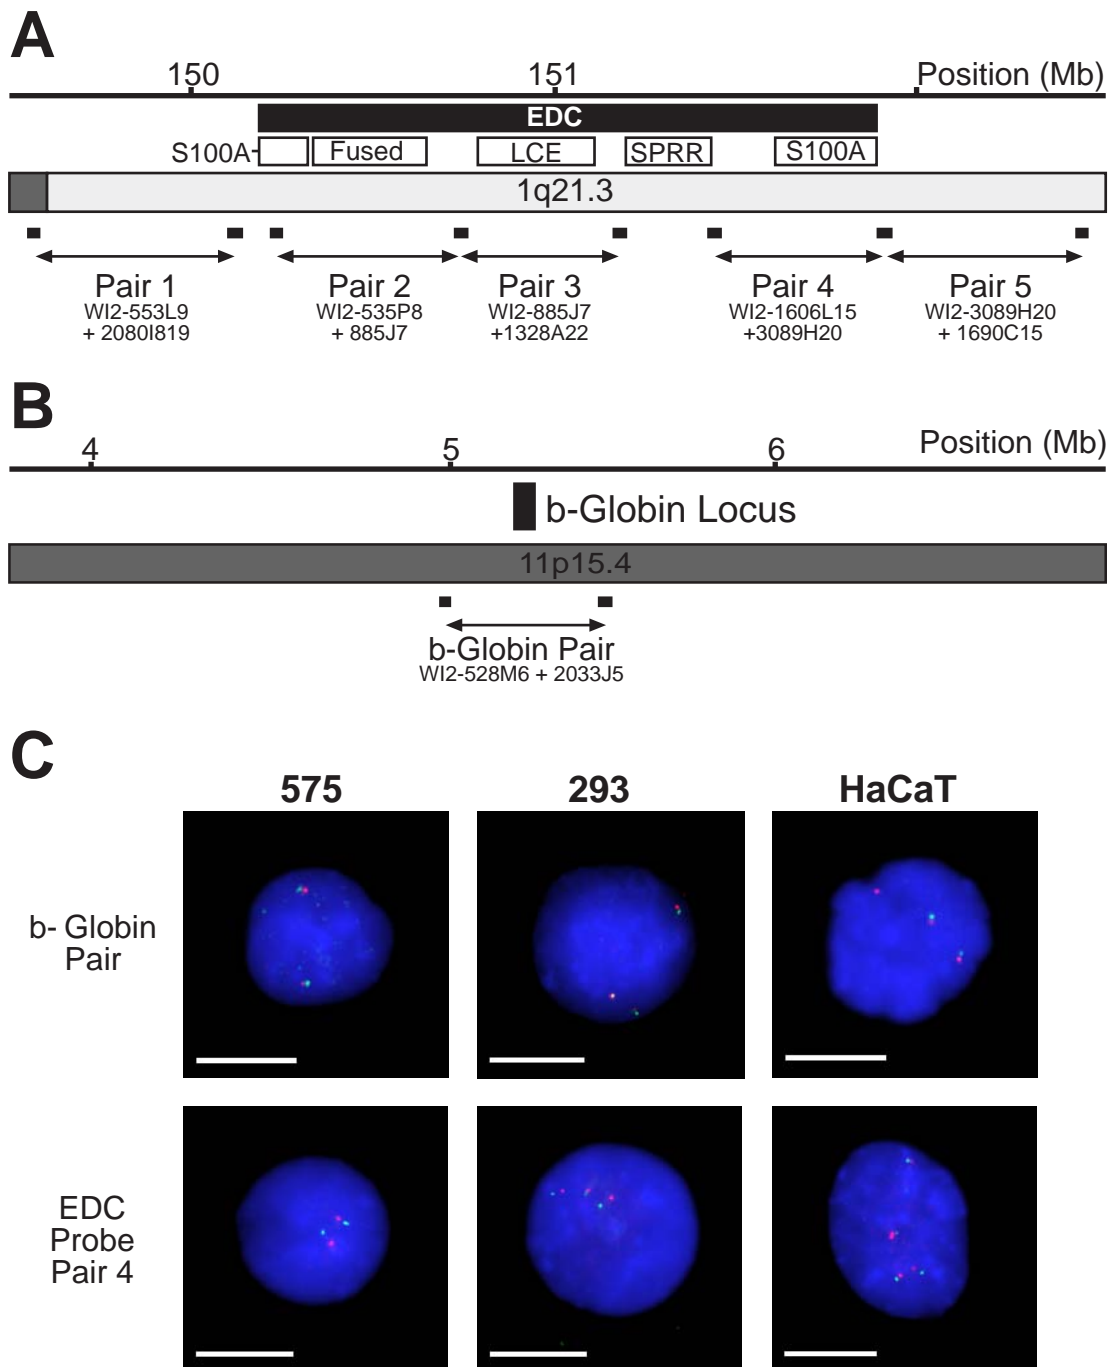 A
150 151 Position (Mb)
EDC
S100A Fused LCE SPRR S100A
1q21.3
Pair 1 Pair 2 Pair 3 Pair 4 Pair 5
WI2-553L9 WI2-535P8 WI2-885J7 WI2-1606L15 WI2-3089H20
+ 2080I819 + 885J7 +1328A22 +3089H20 + 1690C15
B
4 5 6 Position (Mb)
b-Globin Locus
11p15.4
b-Globin Pair
WI2-528M6 + 2033J5
C
575 293 HaCaT
b- Globin
Pair
EDC
Probe
Pair 4